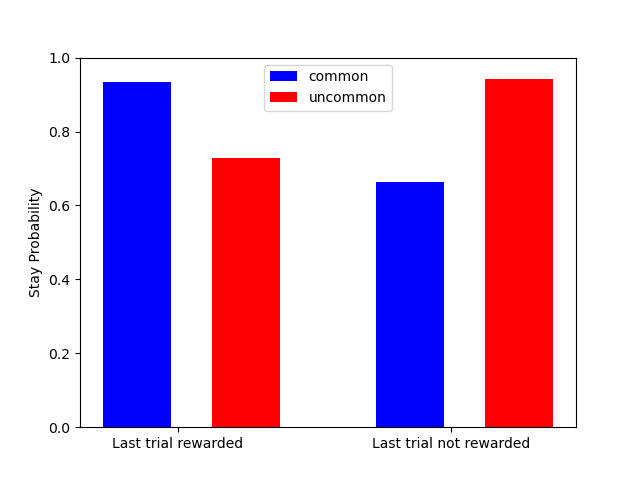 common
uncommon
Stay Probability
1.0
0.8
0.6
0.4
0.2
0.0
Last trial rewarded
Last trial not rewarded